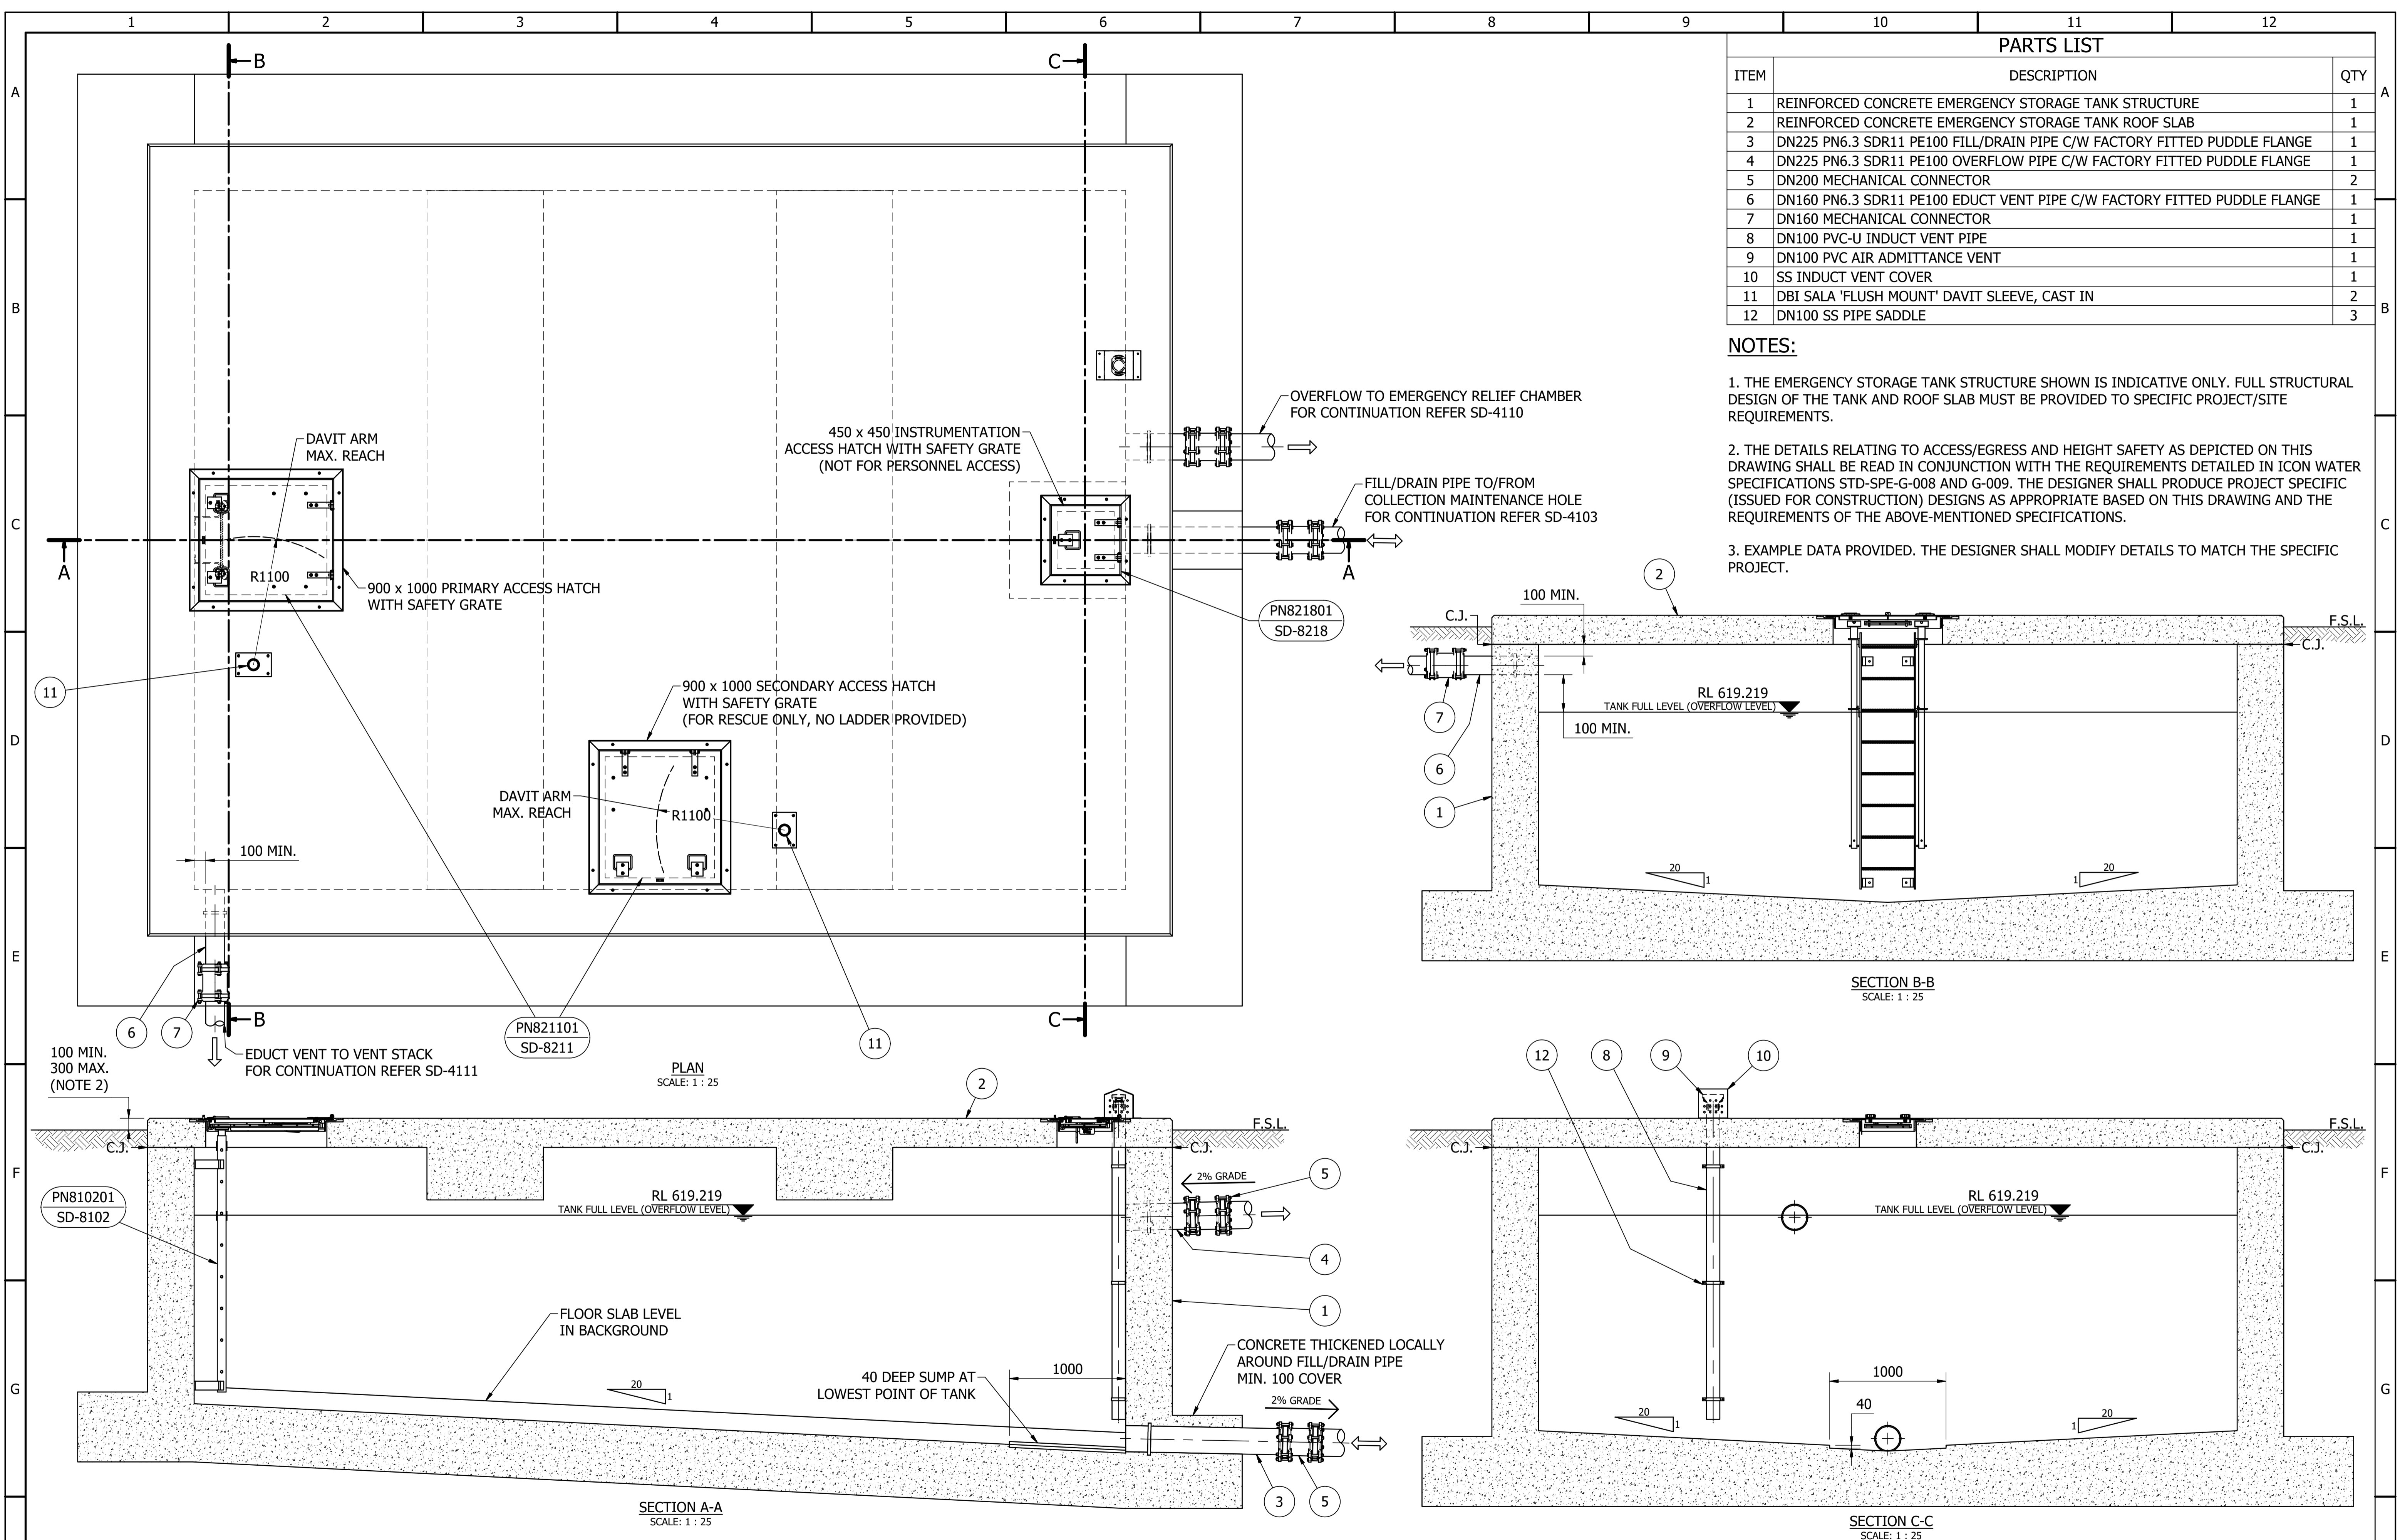 1 2 3 4 5 6 7 8 9 10 11 12
A
B
C
D
E
F
G
A
B
C
D
E
F
G
PARTS LIST
ITEM DESCRIPTION QTY
1 REINFORCED CONCRETE EMERGENCY STORAGE TANK STRUCTURE 1
2 REINFORCED CONCRETE EMERGENCY STORAGE TANK ROOF SLAB 1
3 DN225 PN6.3 SDR11 PE100 FILL/DRAIN PIPE C/W FACTORY FITTED PUDDLE FLANGE 1
4 DN225 PN6.3 SDR11 PE100 OVERFLOW PIPE C/W FACTORY FITTED PUDDLE FLANGE 1
5 DN200 MECHANICAL CONNECTOR 2
6 DN160 PN6.3 SDR11 PE100 EDUCT VENT PIPE C/W FACTORY FITTED PUDDLE FLANGE 1
7 DN160 MECHANICAL CONNECTOR 1
8 DN100 PVC-U INDUCT VENT PIPE 1
9 DN100 PVC AIR ADMITTANCE VENT 1
10 SS INDUCT VENT COVER 1
11 DBI SALA 'FLUSH MOUNT' DAVIT SLEEVE, CAST IN 2
12 DN100 SS PIPE SADDLE 3
NOTES:
1. THE EMERGENCY STORAGE TANK STRUCTURE SHOWN IS INDICATIVE ONLY. FULL STRUCTURAL
DESIGN OF THE TANK AND ROOF SLAB MUST BE PROVIDED TO SPECIFIC PROJECT/SITE
REQUIREMENTS.
2. THE DETAILS RELATING TO ACCESS/EGRESS AND HEIGHT SAFETY AS DEPICTED ON THIS
DRAWING SHALL BE READ IN CONJUNCTION WITH THE REQUIREMENTS DETAILED IN ICON WATER
SPECIFICATIONS STD-SPE-G-008 AND G-009. THE DESIGNER SHALL PRODUCE PROJECT SPECIFIC
(ISSUED FOR CONSTRUCTION) DESIGNS AS APPROPRIATE BASED ON THIS DRAWING AND THE
REQUIREMENTS OF THE ABOVE-MENTIONED SPECIFICATIONS.
3. EXAMPLE DATA PROVIDED. THE DESIGNER SHALL MODIFY DETAILS TO MATCH THE SPECIFIC
PROJECT.
B
C
OVERFLOW TO EMERGENCY RELIEF CHAMBER
FOR CONTINUATION REFER SD-4110
450 x 450 INSTRUMENTATION
ACCESS HATCH WITH SAFETY GRATE
(NOT FOR PERSONNEL ACCESS)
DAVIT ARM
MAX. REACH
FILL/DRAIN PIPE TO/FROM
COLLECTION MAINTENANCE HOLE
FOR CONTINUATION REFER SD-4103
A
A
R1100
900 x 1000 PRIMARY ACCESS HATCH
WITH SAFETY GRATE
PN821801
SD-8218
11
900 x 1000 SECONDARY ACCESS HATCH
WITH SAFETY GRATE
(FOR RESCUE ONLY, NO LADDER PROVIDED)
DAVIT ARM
MAX. REACH
R1100
100 MIN.
B
C
6
7
PN821101
SD-8211
11
EDUCT VENT TO VENT STACK
FOR CONTINUATION REFER SD-4111
PLAN
SCALE: 1 : 25
2
100 MIN.
C.J.
F.S.L.
C.J.
RL 619.219
TANK FULL LEVEL (OVERFLOW LEVEL)
100 MIN.
7
6
1
20
1
20
1
SECTION B-B
SCALE: 1 : 25
100 MIN.
300 MAX.
(NOTE 2)
2
F.S.L.
C.J.
C.J.
2% GRADE
5
PN810201
SD-8102
RL 619.219
TANK FULL LEVEL (OVERFLOW LEVEL)
4
1
FLOOR SLAB LEVEL
IN BACKGROUND
CONCRETE THICKENED LOCALLY
AROUND FILL/DRAIN PIPE
MIN. 100 COVER
40 DEEP SUMP AT
LOWEST POINT OF TANK
1000
20
1
2% GRADE
3
5
SECTION A-A
SCALE: 1 : 25
12
8
9
10
F.S.L.
C.J.
C.J.
RL 619.219
TANK FULL LEVEL (OVERFLOW LEVEL)
1000
40
20
1
20
1
SECTION C-C
SCALE: 1 : 25